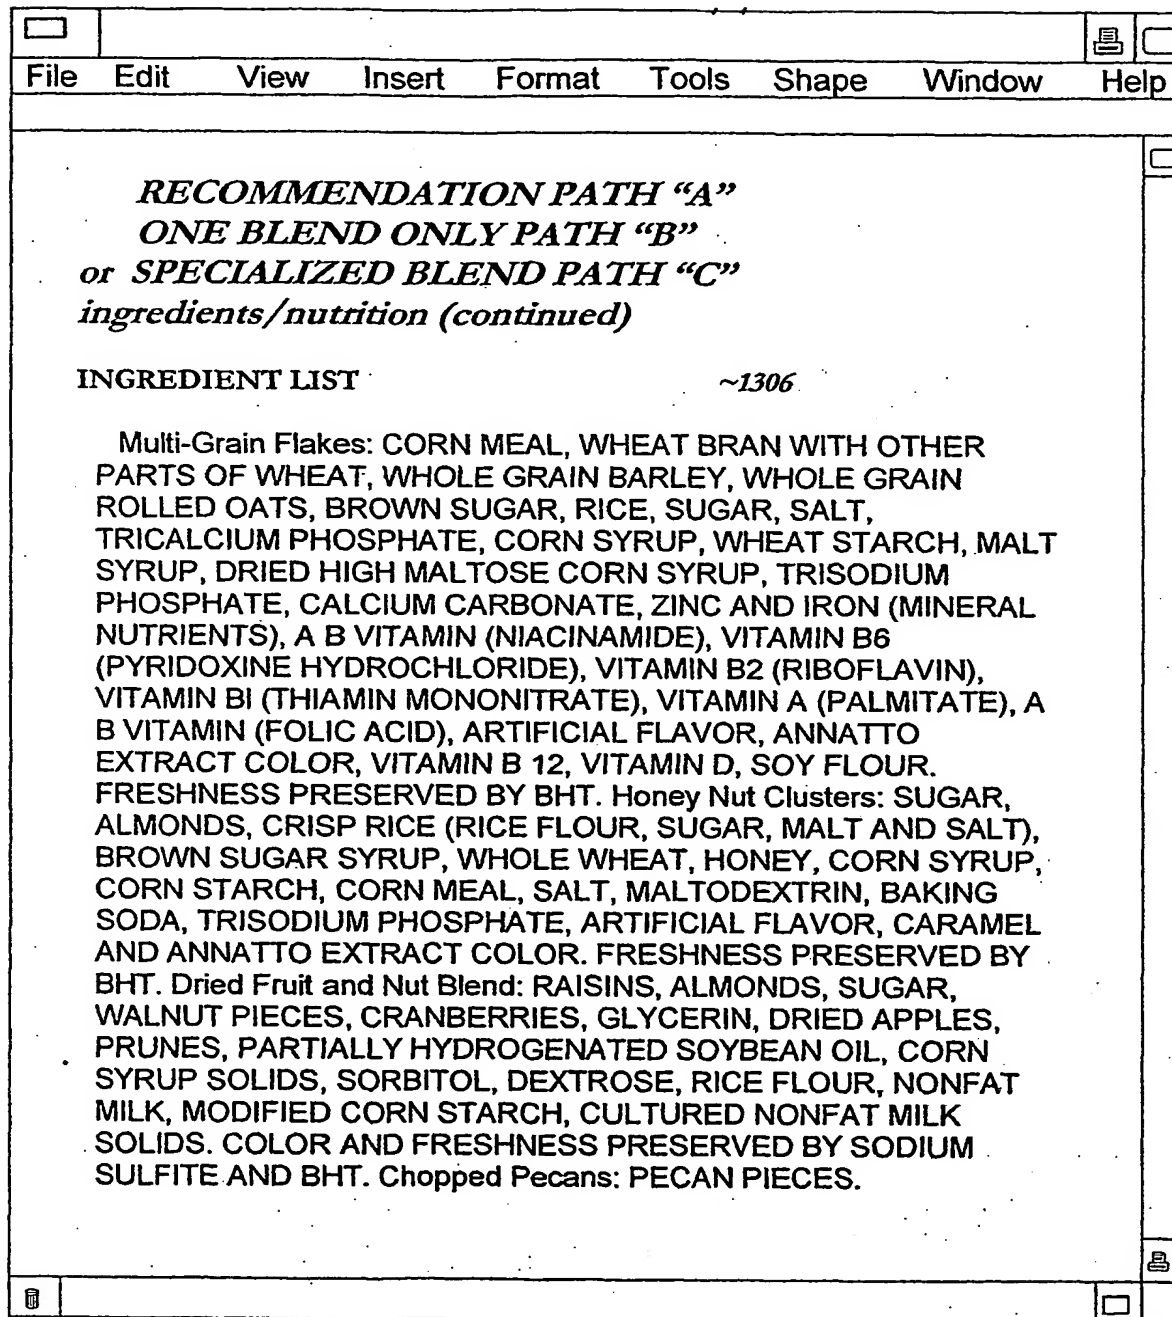 File Edit View Insert Format Tools Shape Window Help
RECOMMENDATION PATH “A”
ONE BLEND ONLY PATH “B”
or SPECIALIZED BLEND PATH “C”
ingredients/nutrition (continued)
INGREDIENT LIST ~1306
Multi-Grain Flakes: CORN MEAL, WHEAT BRAN WITH OTHER
PARTS OF WHEAT, WHOLE GRAIN BARLEY, WHOLE GRAIN
ROLLED OATS, BROWN SUGAR, RICE, SUGAR, SALT,
TRICALCIUM PHOSPHATE, CORN SYRUP, WHEAT STARCH, MALT
SYRUP, DRIED HIGH MALTOSE CORN SYRUP, TRISODIUM
PHOSPHATE, CALCIUM CARBONATE, ZINC AND IRON (MINERAL
NUTRIENTS), A B VITAMIN (NIACINAMIDE), VITAMIN B6
(PYRIDOXINE HYDROCHLORIDE), VITAMIN B2 (RIBOFLAVIN),
VITAMIN BI (THIAMIN MONONITRATE), VITAMIN A (PALMITATE), A
B VITAMIN (FOLIC ACID), ARTIFICIAL FLAVOR, ANNATTO
EXTRACT COLOR, VITAMIN B 12, VITAMIN D, SOY FLOUR.
FRESHNESS PRESERVED BY BHT. Honey Nut Clusters: SUGAR,
ALMONDS, CRISP RICE (RICE FLOUR, SUGAR, MALT AND SALT),
BROWN SUGAR SYRUP, WHOLE WHEAT, HONEY, CORN SYRUP,
CORN STARCH, CORN MEAL, SALT, MALTODEXTRIN, BAKING
SODA, TRISODIUM PHOSPHATE, ARTIFICIAL FLAVOR, CARAMEL
AND ANNATTO EXTRACT COLOR. FRESHNESS PRESERVED BY
BHT. Dried Fruit and Nut Blend: RAISINS, ALMONDS, SUGAR,
WALNUT PIECES, CRANBERRIES, GLYCERIN, DRIED APPLES,
PRUNES, PARTIALLY HYDROGENATED SOYBEAN OIL, CORN
SYRUP SOLIDS, SORBITOL, DEXTROSE, RICE FLOUR, NONFAT
MILK, MODIFIED CORN STARCH, CULTURED NONFAT MILK
SOLIDS. COLOR AND FRESHNESS PRESERVED BY SODIUM
SULFITE AND BHT. Chopped Pecans: PECAN PIECES.